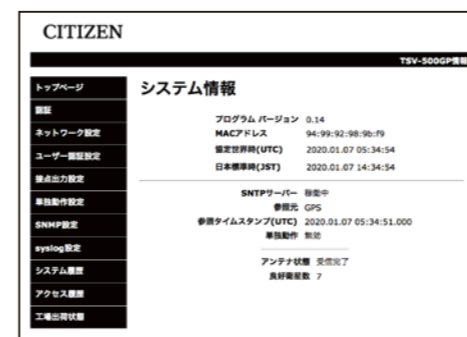 CITIZEN
TSV-500GP情報
トップページ
認証
ネットワーク設定
ユーザー認証設定
接点出力設定
単独動作設定
SNMP設定
syslog設定
システム履歴
アクセス履歴
工場出荷状態
システム情報
プログラム バージョン 0.14
MACアドレス 94:99:92:98:9b:f9
協定世界時(UTC) 2020.01.07 05:34:54
日本標準時(JST) 2020.01.07 14:34:54
SNTPサーバー 稼働中
参照元 GPS
参照タイムスタンプ(UTC) 2020.01.07 05:34:51.000
単独動作 無効
アンテナ状態 受信完了
良好衛星数 7